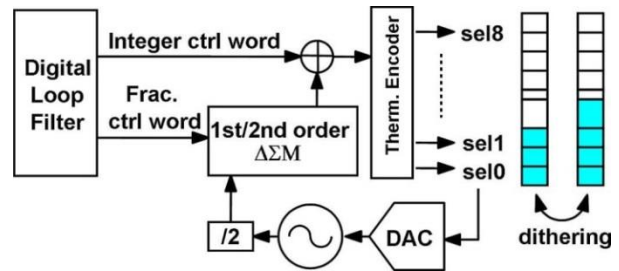 Digital
Loop
Filter
Integer ctrl word
Frac.
ctrl word
1st/2nd order
ΔΣM
Therm. Encoder
sel8
sel1
sel0
/2
DAC
dithering